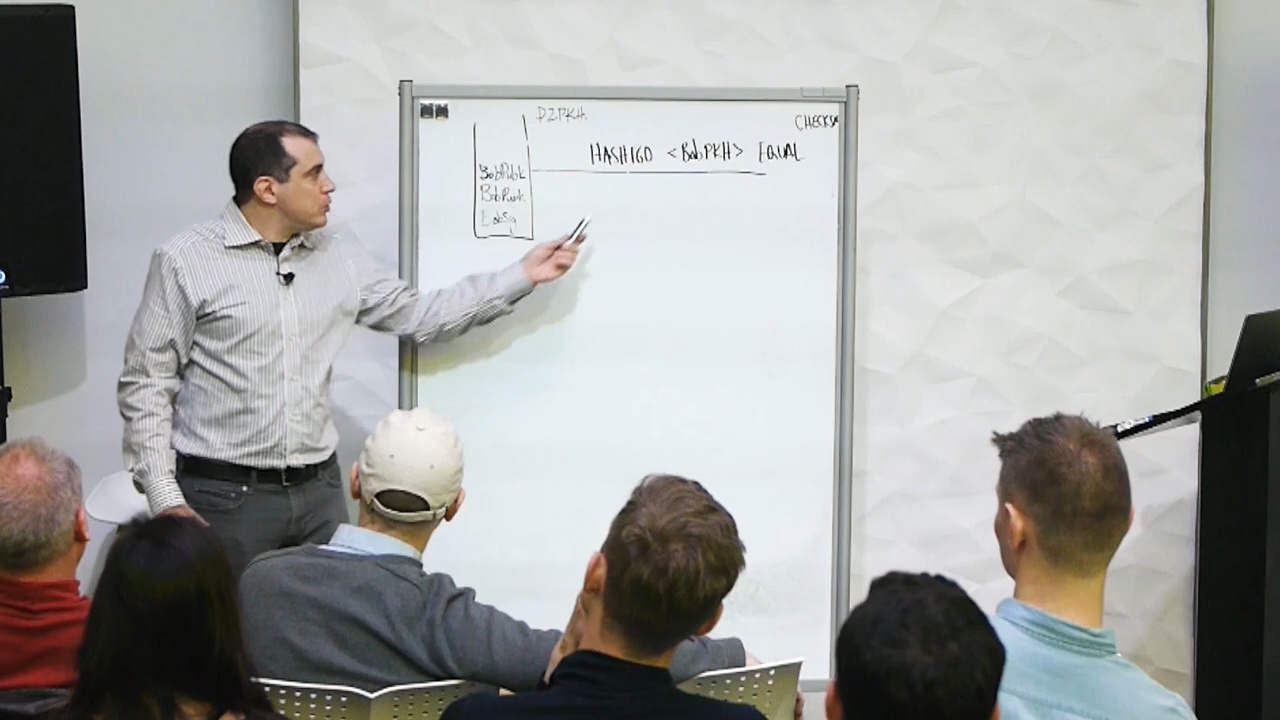 P2PKH
CHECKS
HASH160 <BobPKH> EQUAL
BobPubk
BobPubk
BobSig